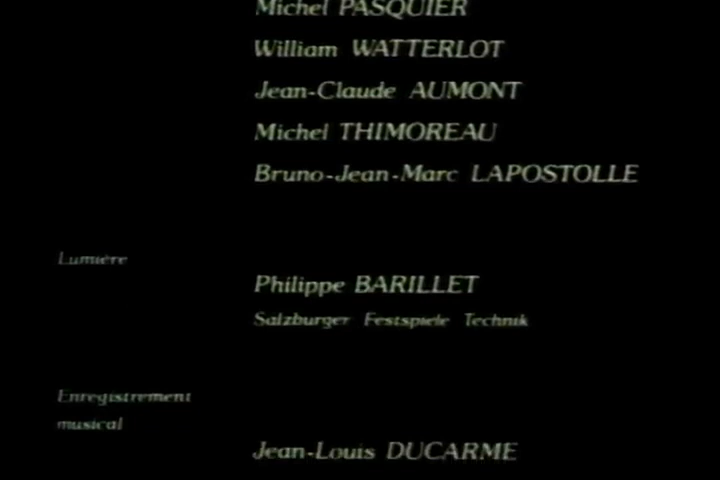 Michel PASQUIER
William WATTERLOT
Jean-Claude AUMONT
Michel THIMOREAU
Bruno-Jean-Marc LAPOSTOLLE
Lumière
Philippe BARILLET
Salzburger Festspiele Technik
Enregistrement
musical
Jean-Louis DUCARME